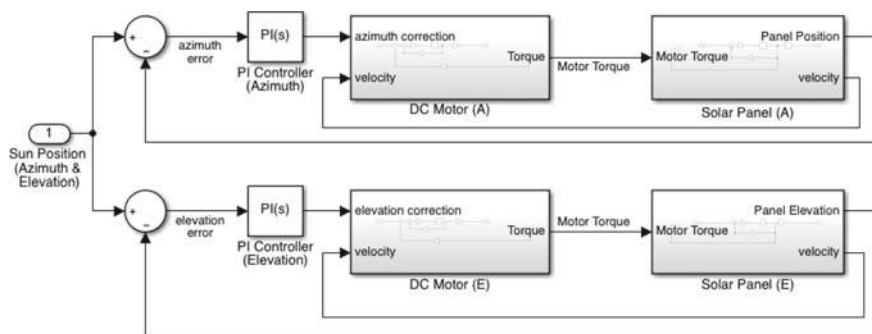 +
−
azimuth
error
PI(s)
PI Controller
(Azimuth)
azimuth correction
velocity
Torque
DC Motor (A)
Motor Torque
Motor Torque
Panel Position
velocity
Solar Panel (A)
1
Sun Position
(Azimuth &
Elevation)
+
−
elevation
error
PI(s)
PI Controller
(Elevation)
elevation correction
velocity
Torque
DC Motor (E)
Motor Torque
Motor Torque
Panel Elevation
velocity
Solar Panel (E)